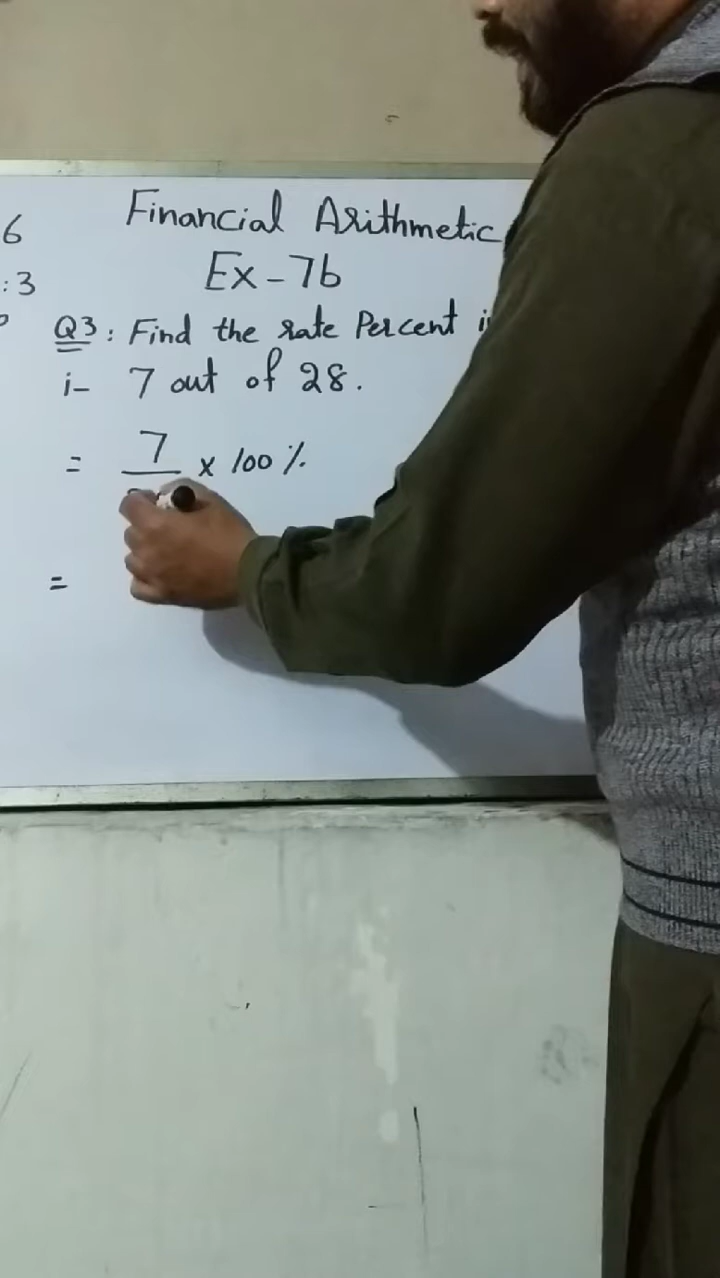 6
Financial Arithmetic
:3
Ex-7b
Q3: Find the rate Percent
i- 7 out of 28.
= 7 x 100 %
=